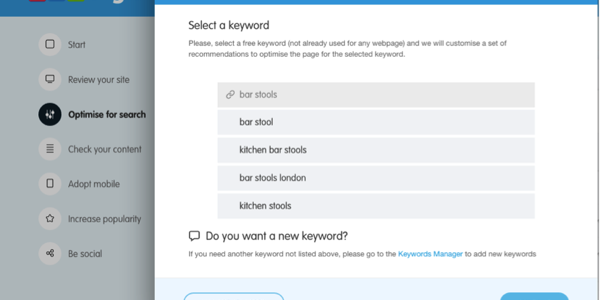 Select a keyword
Please, select a free keyword (not already used for any webpage) and we will customise a set of
recommendations to optimise the page for the selected keyword.
Start
Review your site
Optimise for search
Check your content
Adopt mobile
Increase popularity
Be social
bar stools
bar stool
kitchen bar stools
bar stools london
kitchen stools
Do you want a new keyword?
If you need another keyword not listed above, please go to the Keywords Manager to add new keywords